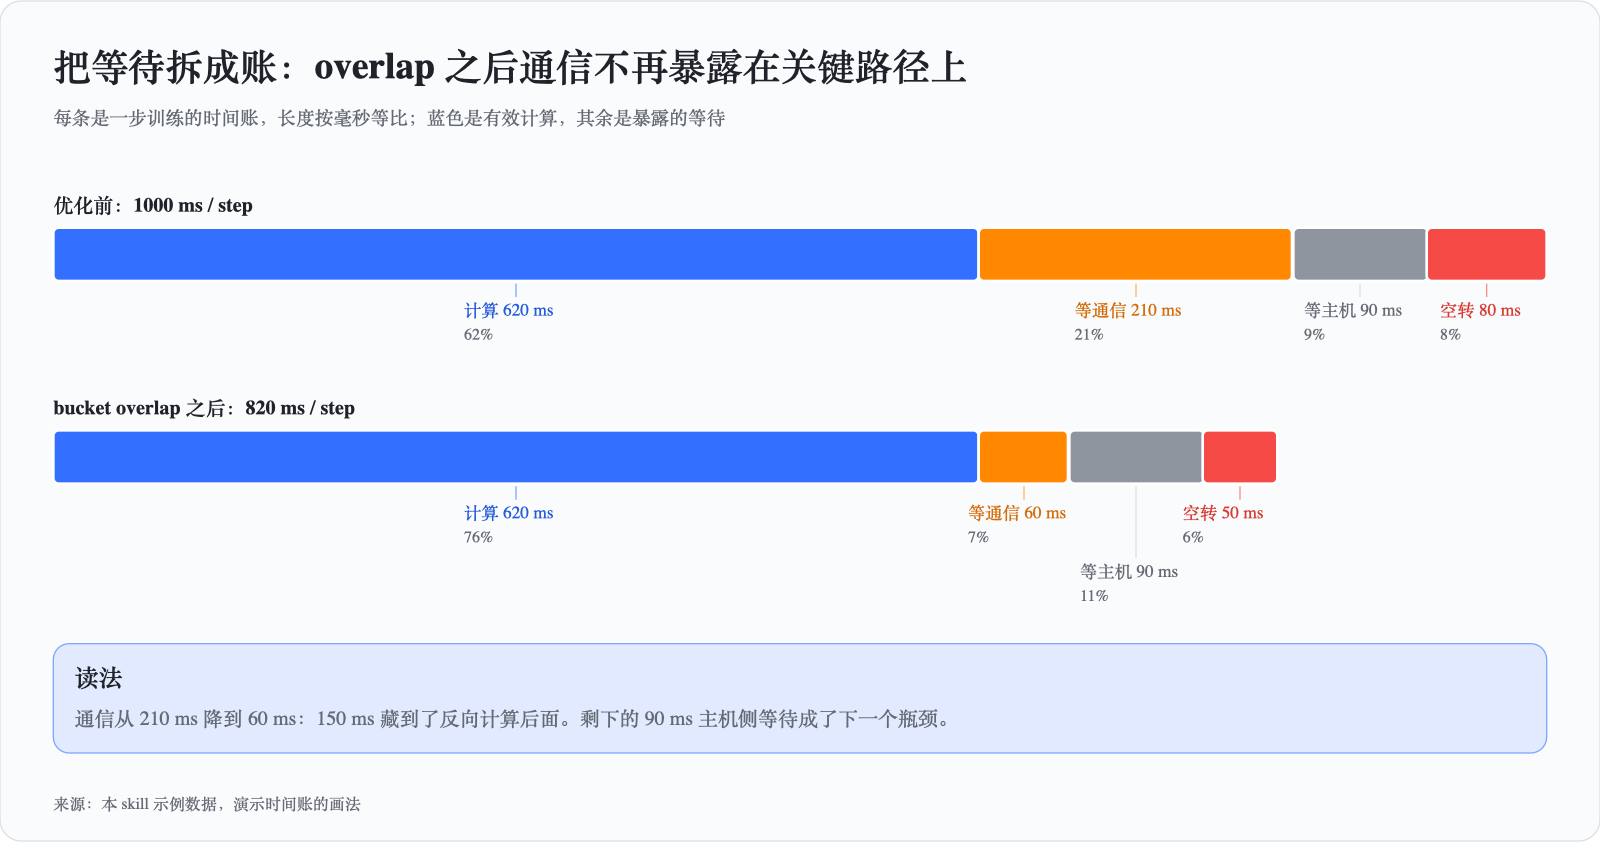 把等待拆成账：overlap 之后通信不再暴露在关键路径上
每条是一步训练的时间账，长度按毫秒等比；蓝色是有效计算，其余是暴露的等待
优化前：1000 ms / step
计算 620 ms
62%
等通信 210 ms
21%
等主机 90 ms
9%
空转 80 ms
8%
bucket overlap 之后：820 ms / step
计算 620 ms
76%
等通信 60 ms
7%
等主机 90 ms
11%
空转 50 ms
6%
读法
通信从 210 ms 降到 60 ms：150 ms 藏到了反向计算后面。剩下的 90 ms 主机侧等待成了下一个瓶颈。
来源：本 skill 示例数据，演示时间账的画法